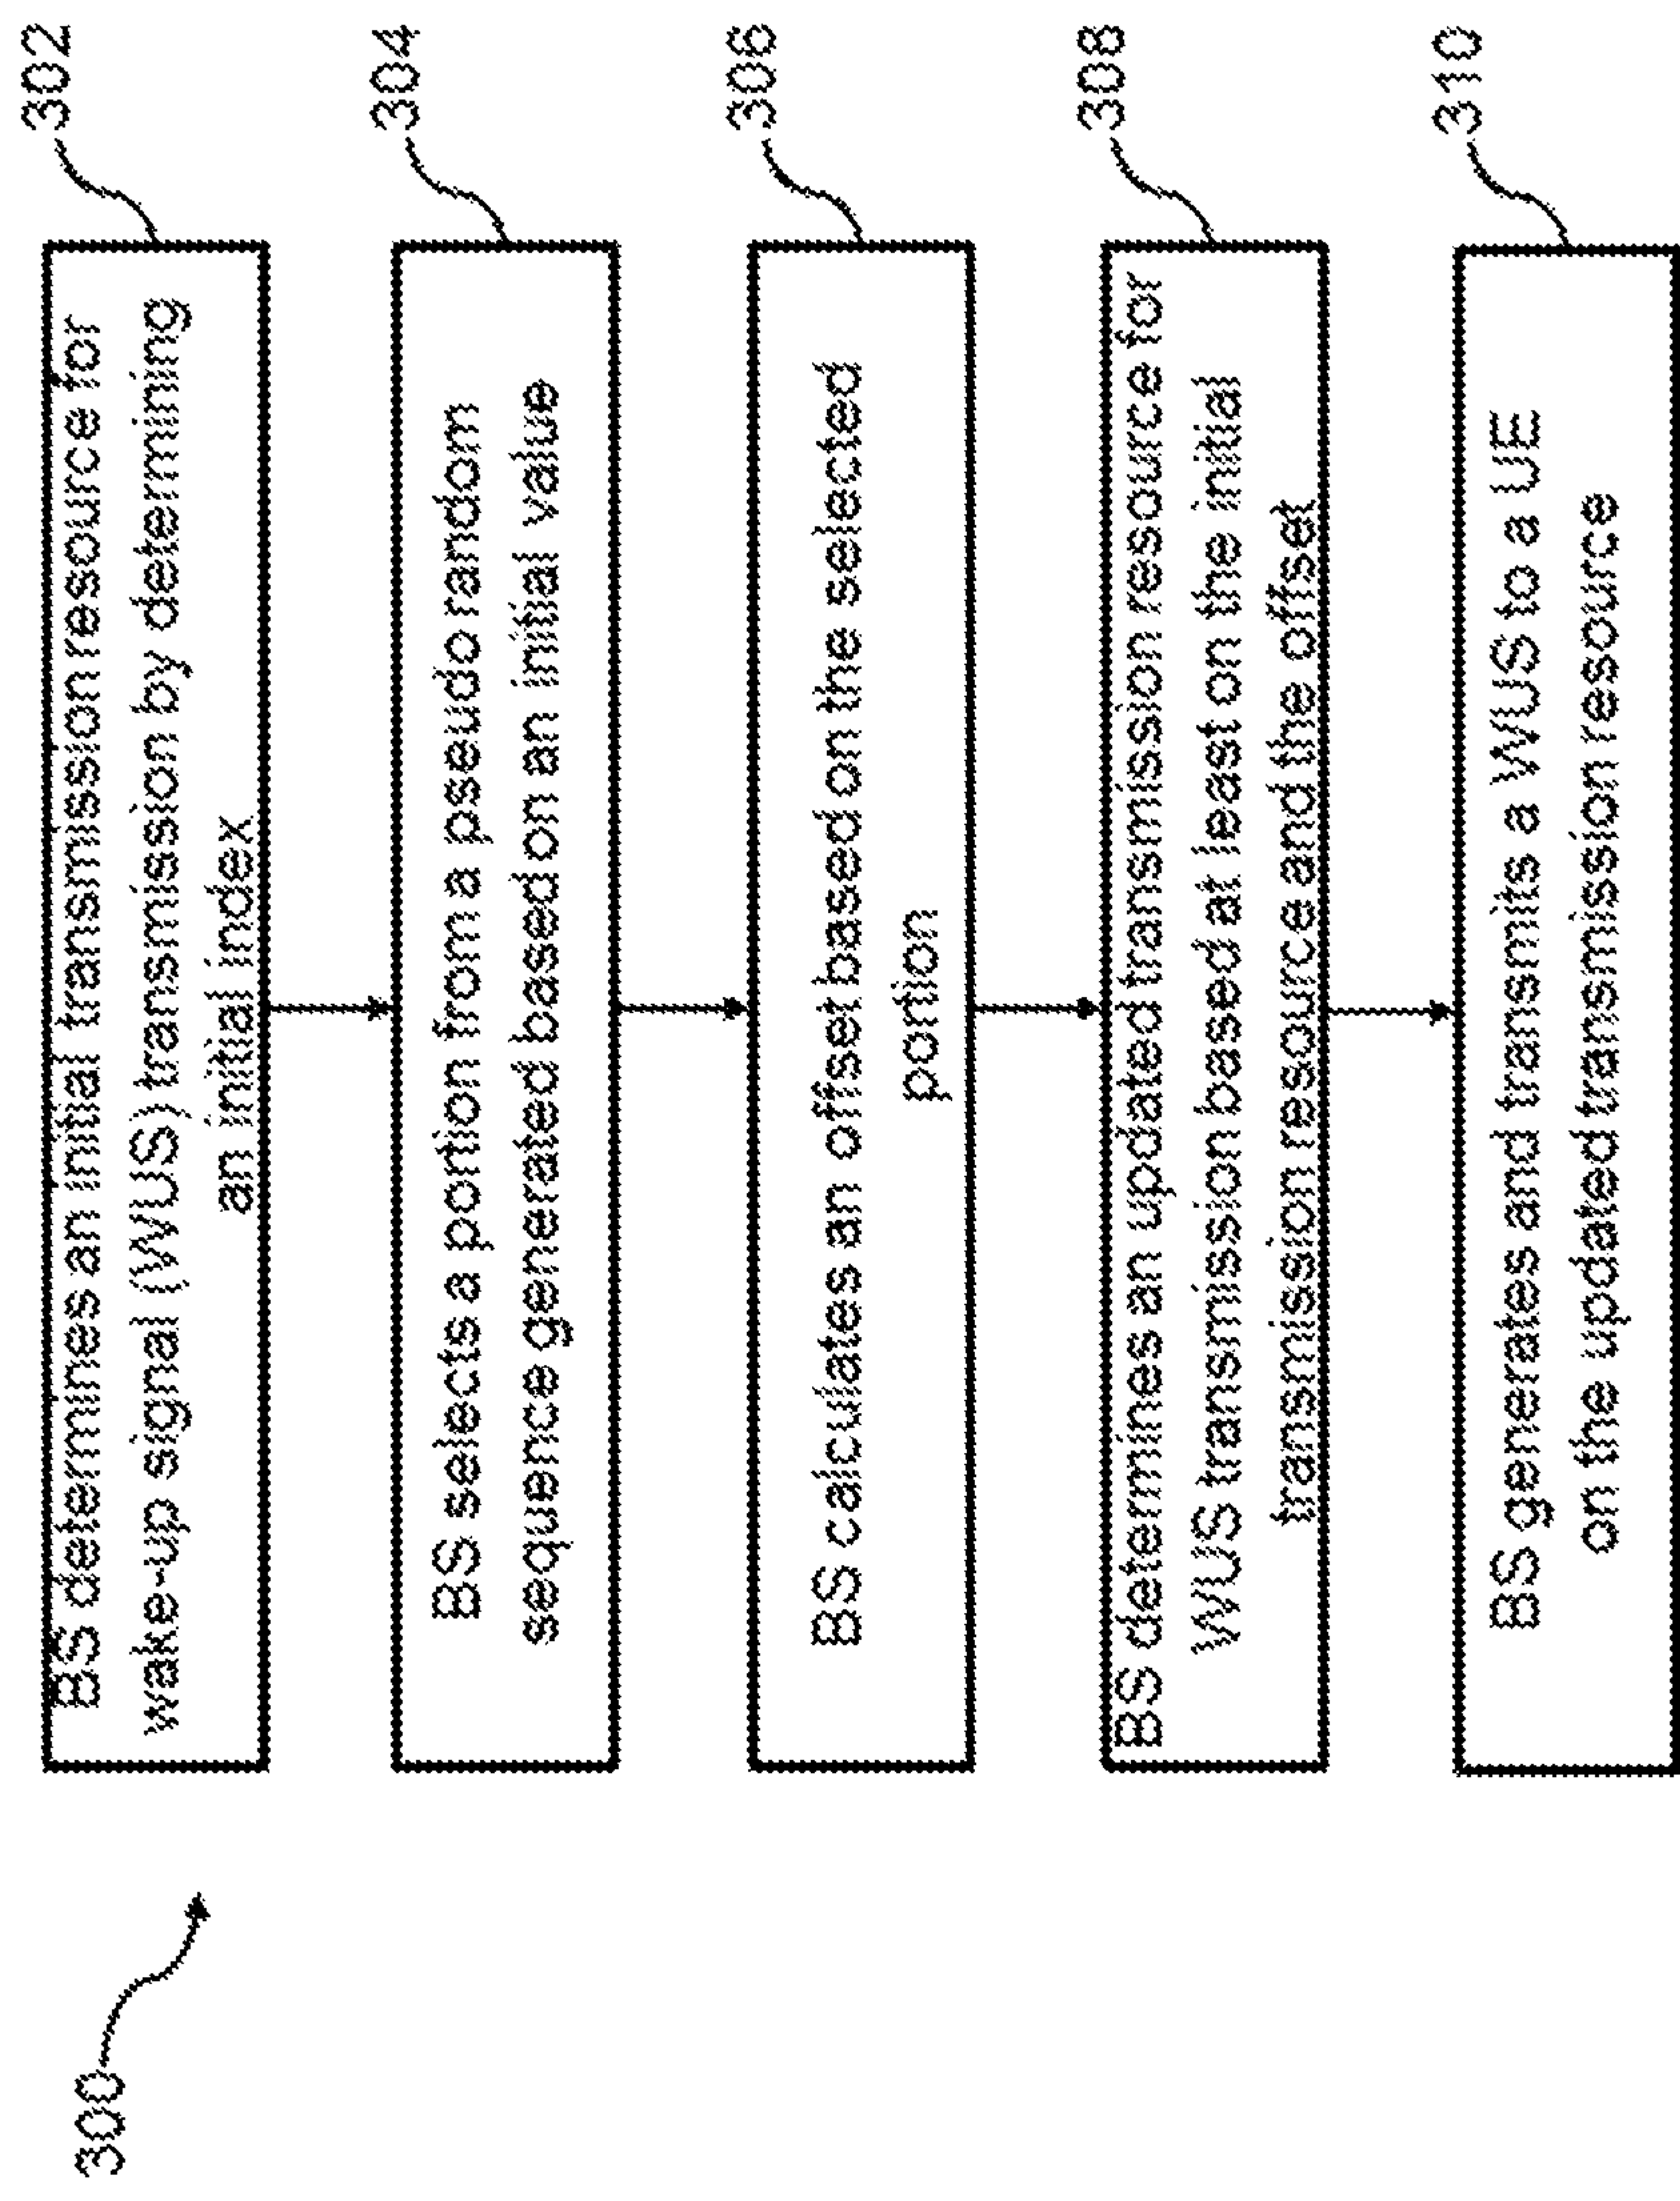 300
302
BS determines an initial transmission resource for
wake-up signal (WUS) transmission by determining
an initial index
304
BS selects a portion from a pseudo random
sequence generated based on an initial value
306
BS calculates an offset based on the selected
portion
308
BS determines an updated transmission resource for
WUS transmission based at least on the initial
transmission resource and the offset
310
BS generates and transmits a WUS to a UE
on the updated transmission resource